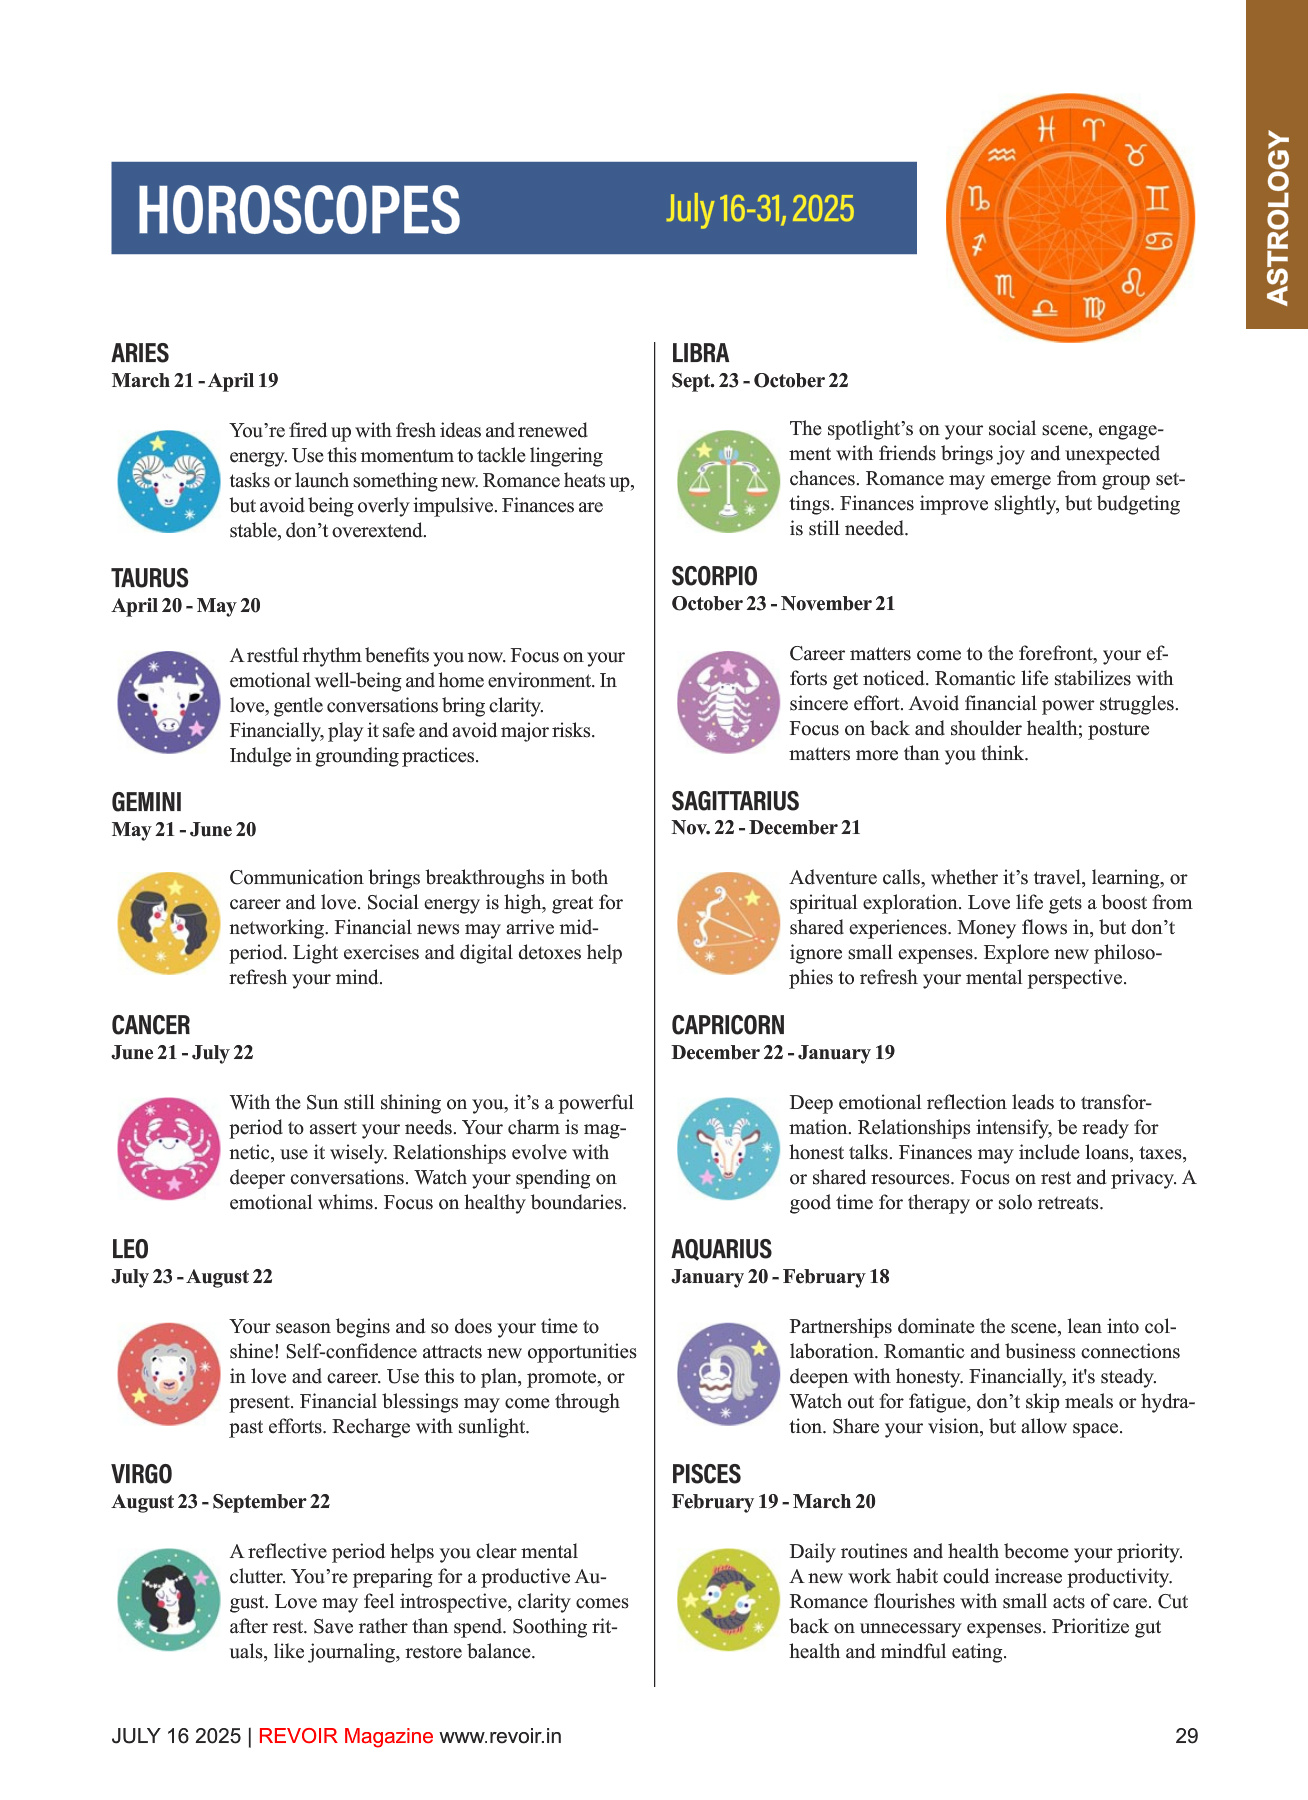 ASTROLOGY
HOROSCOPES
July 16-31, 2025
ARIES
March 21 - April 19
You’re fired up with fresh ideas and renewed
energy. Use this momentum to tackle lingering
tasks or launch something new. Romance heats up,
but avoid being overly impulsive. Finances are
stable, don’t overextend.
TAURUS
April 20 - May 20
A restful rhythm benefits you now. Focus on your
emotional well-being and home environment. In
love, gentle conversations bring clarity.
Financially, play it safe and avoid major risks.
Indulge in grounding practices.
GEMINI
May 21 - June 20
Communication brings breakthroughs in both
career and love. Social energy is high, great for
networking. Financial news may arrive mid-
period. Light exercises and digital detoxes help
refresh your mind.
CANCER
June 21 - July 22
With the Sun still shining on you, it’s a powerful
period to assert your needs. Your charm is mag-
netic, use it wisely. Relationships evolve with
deeper conversations. Watch your spending on
emotional whims. Focus on healthy boundaries.
LEO
July 23 - August 22
Your season begins and so does your time to
shine! Self-confidence attracts new opportunities
in love and career. Use this to plan, promote, or
present. Financial blessings may come through
past efforts. Recharge with sunlight.
VIRGO
August 23 - September 22
A reflective period helps you clear mental
clutter. You’re preparing for a productive Au-
gust. Love may feel introspective, clarity comes
after rest. Save rather than spend. Soothing rit-
uals, like journaling, restore balance.
LIBRA
Sept. 23 - October 22
The spotlight’s on your social scene, engage-
ment with friends brings joy and unexpected
chances. Romance may emerge from group set-
tings. Finances improve slightly, but budgeting
is still needed.
SCORPIO
October 23 - November 21
Career matters come to the forefront, your ef-
forts get noticed. Romantic life stabilizes with
sincere effort. Avoid financial power struggles.
Focus on back and shoulder health; posture
matters more than you think.
SAGITTARIUS
Nov. 22 - December 21
Adventure calls, whether it’s travel, learning, or
spiritual exploration. Love life gets a boost from
shared experiences. Money flows in, but don’t
ignore small expenses. Explore new philoso-
phies to refresh your mental perspective.
CAPRICORN
December 22 - January 19
Deep emotional reflection leads to transfor-
mation. Relationships intensify, be ready for
honest talks. Finances may include loans, taxes,
or shared resources. Focus on rest and privacy. A
good time for therapy or solo retreats.
AQUARIUS
January 20 - February 18
Partnerships dominate the scene, lean into col-
laboration. Romantic and business connections
deepen with honesty. Financially, it's steady.
Watch out for fatigue, don’t skip meals or hydra-
tion. Share your vision, but allow space.
PISCES
February 19 - March 20
Daily routines and health become your priority.
A new work habit could increase productivity.
Romance flourishes with small acts of care. Cut
back on unnecessary expenses. Prioritize gut
health and mindful eating.
JULY 16 2025 | REVOIR Magazine www.revoir.in
29